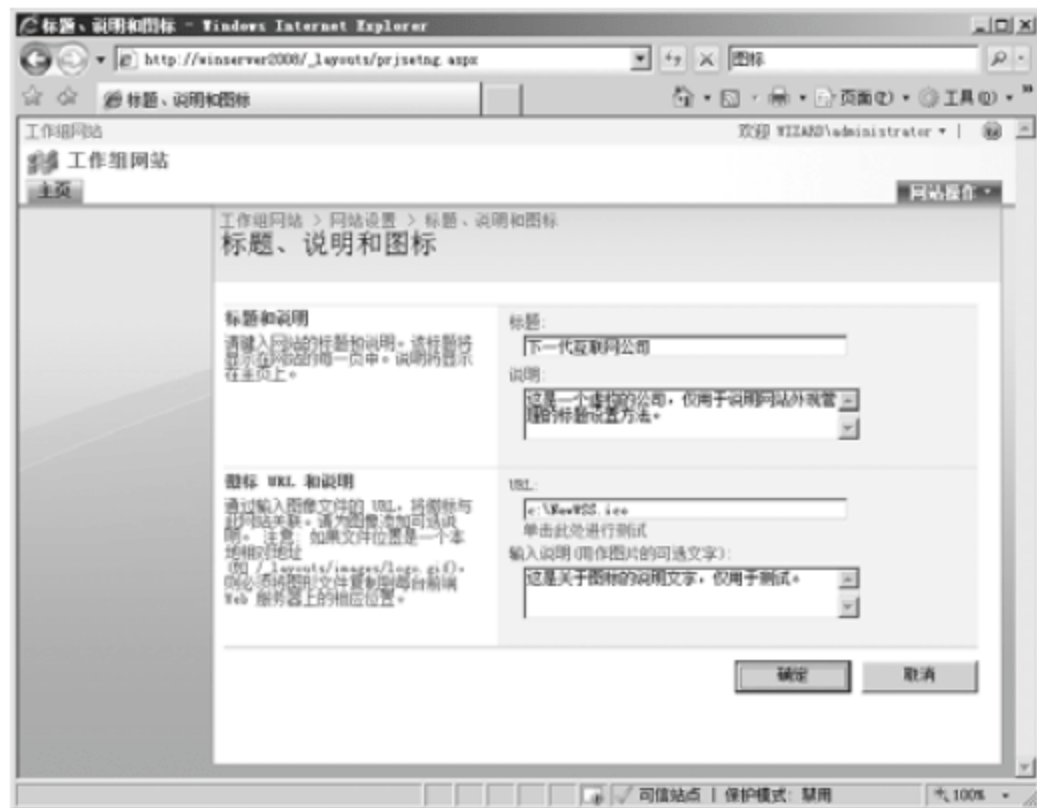 标题、说明和图标 - Windows Internet Explorer
http://winserver2008/_layouts/prjsetng.aspx
图标
标题、说明和图标
页面(P)
工具(O)
工作组网站
欢迎 WIZARD\administrator
工作组网站
主页
网站操作
工作组网站 > 网站设置 > 标题、说明和图标
标题、说明和图标
标题和说明
请键入网站的标题和说明。该标题将
显示在网站的每一页中。说明将显示
在主页上。
标题:
下一代互联网公司
说明:
这是一个虚构的公司，仅用于说明网站外观管
理的标题设置方法。
徽标 URL 和说明
通过输入图像文件的 URL，将徽标与
此网站关联。请为图像添加可选说
明。 注意: 如果文件位置是一个本
地相对地址
(如 /_layouts/images/logo.gif)，
则必须将图形文件复制到每台前端
Web 服务器上的相应位置。
URL:
c:\NewWSS.ico
单击此处进行测试
输入说明(用作图片的可选文字):
这是关于图标的说明文字，仅用于测试。
确定
取消
可信站点 | 保护模式: 禁用
100%